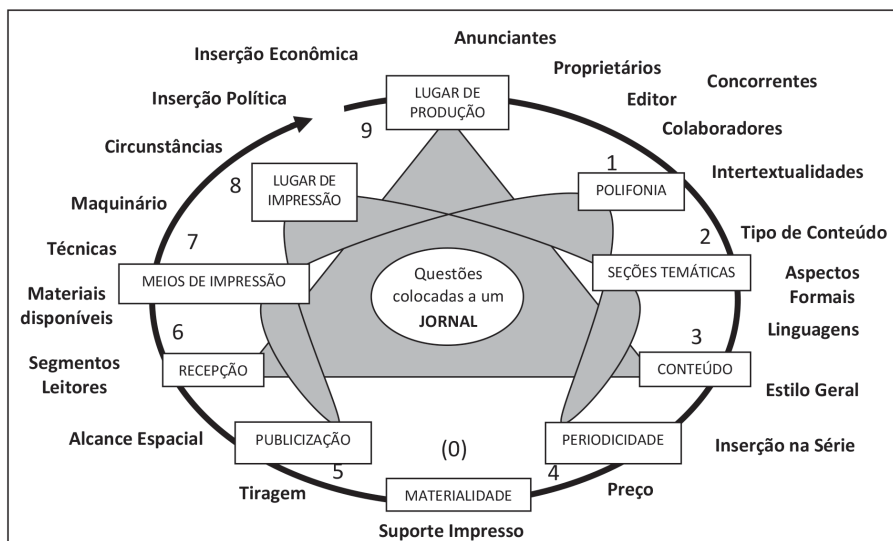 Anunciantes
Inserção Econômica
Proprietários
Concorrentes
LUGAR DE
PRODUÇÃO
Editor
Inserção Política
9
Colaboradores
Circunstâncias
1
Intertextualidades
8
LUGAR DE
IMPRESSÃO
POLIFONIA
Maquinário
7
2
Tipo de Conteúdo
Técnicas
MEIOS DE IMPRESSÃO
Questões
colocadas a um
JORNAL
SEÇÕES TEMÁTICAS
Aspectos
Formais
Materiais
disponíveis
6
3
Linguagens
Segmentos
Leitores
RECEPÇÃO
CONTEÚDO
Estilo Geral
Alcance Espacial
PUBLICIZAÇÃO
(0)
PERIODICIDADE
Inserção na Série
5
4
Tiragem
MATERIALIDADE
Preço
Suporte Impresso